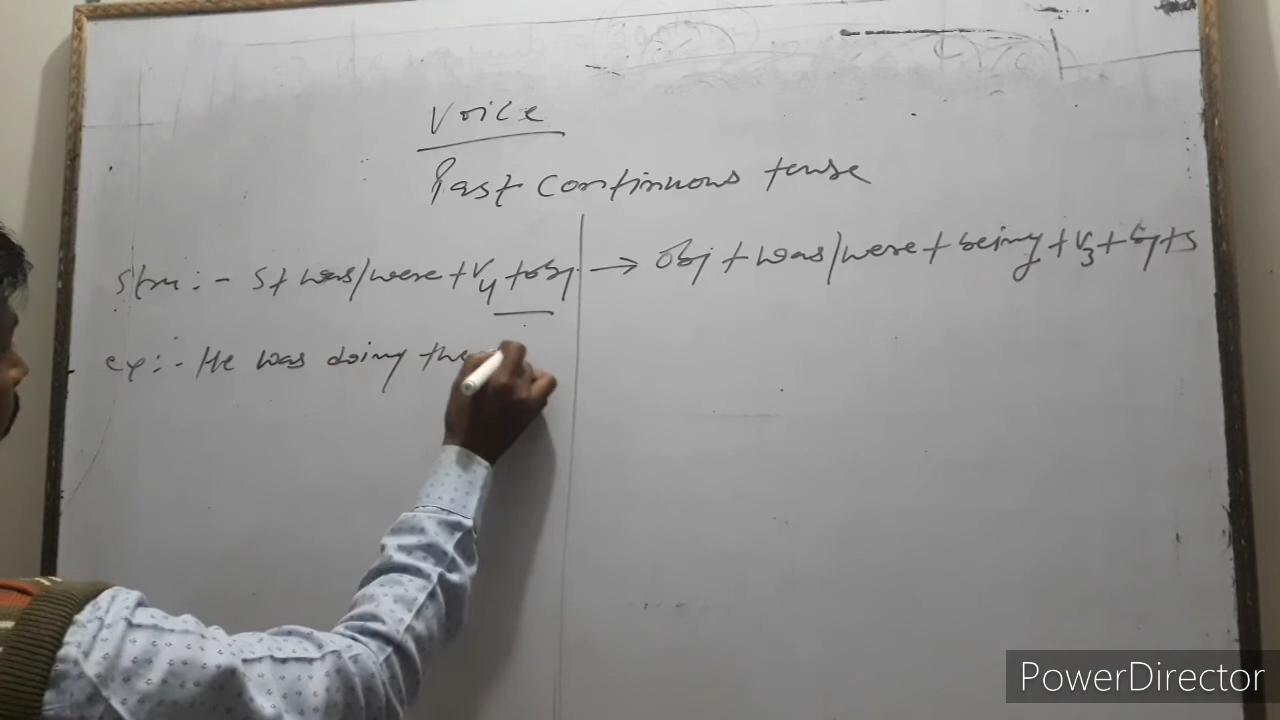 Voice
Past continuous tense
Stru :- S + was/were + V4 + obj → Obj + was/were + being + V3 + by + S
ex :- He was doing the
PowerDirector